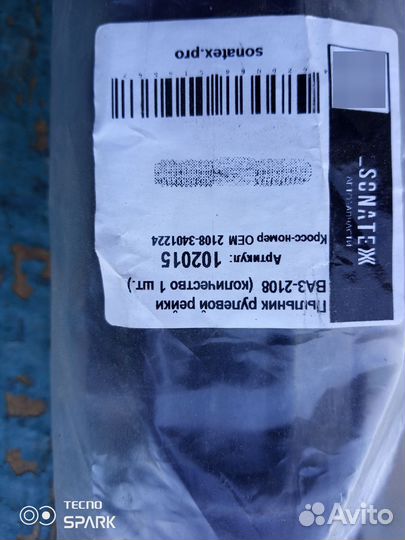 Пыльник рулевой рейки
ВАЗ-2108 (количество 1 шт.)
Артикул: 102015
Кросс-номер OEM 2108-3401224
sonatex.pro
SONATEX
АВТОЗАПЧАСТИ
TECNO
SPARK
Avito